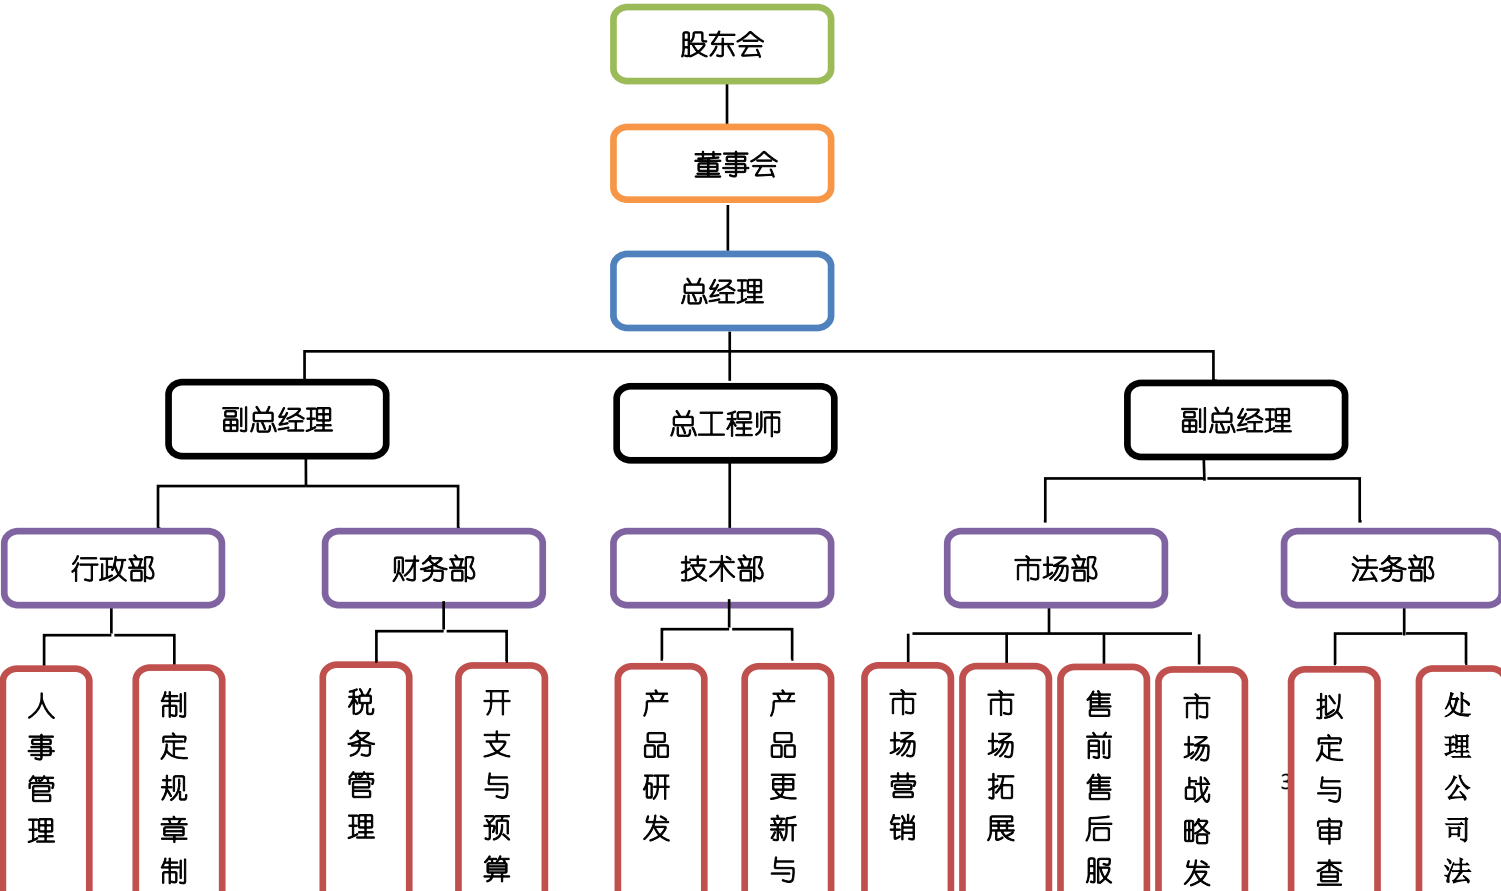 股东会
董事会
总经理
副总经理
总工程师
副总经理
行政部
财务部
技术部
市场部
法务部
人事管理
制定规章制
税务管理
开支与预算
产品研发
产品更新与
市场营销
市场拓展
售前售后服
市场战略发
3
拟定与审查
处理公司法